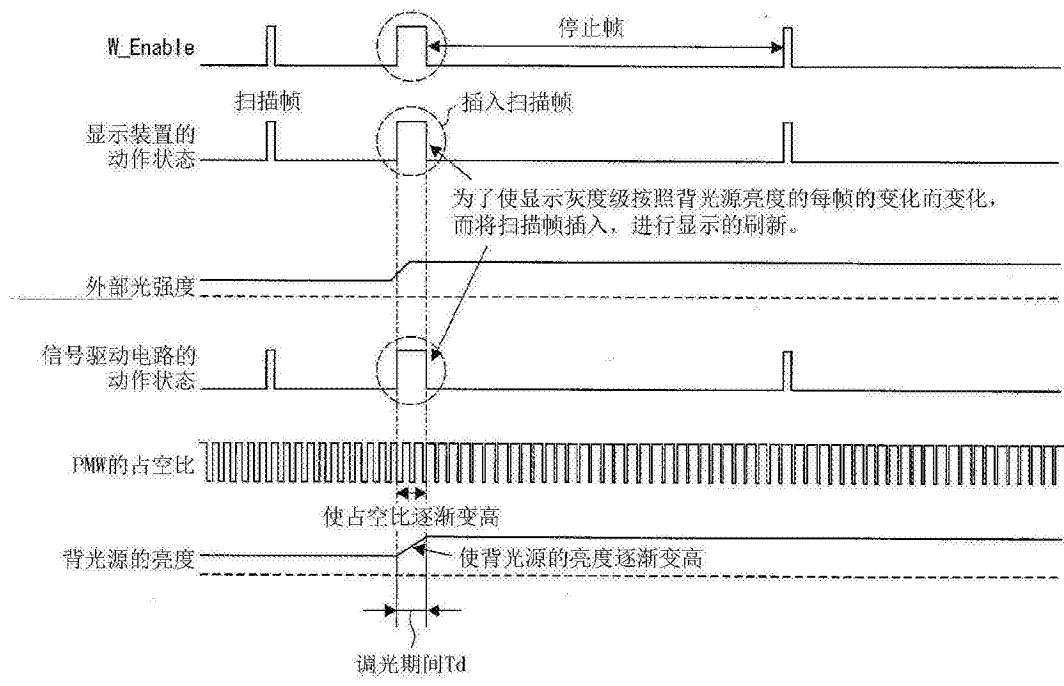 W_Enable
停止帧
扫描帧
插入扫描帧
显示装置的
动作状态
为了使显示灰度级按照背光源亮度的每帧的变化而变化，
而将扫描帧插入，进行显示的刷新。
外部光强度
信号驱动电路的
动作状态
PMW的占空比
使占空比逐渐变高
背光源的亮度
使背光源的亮度逐渐变高
调光期间Td